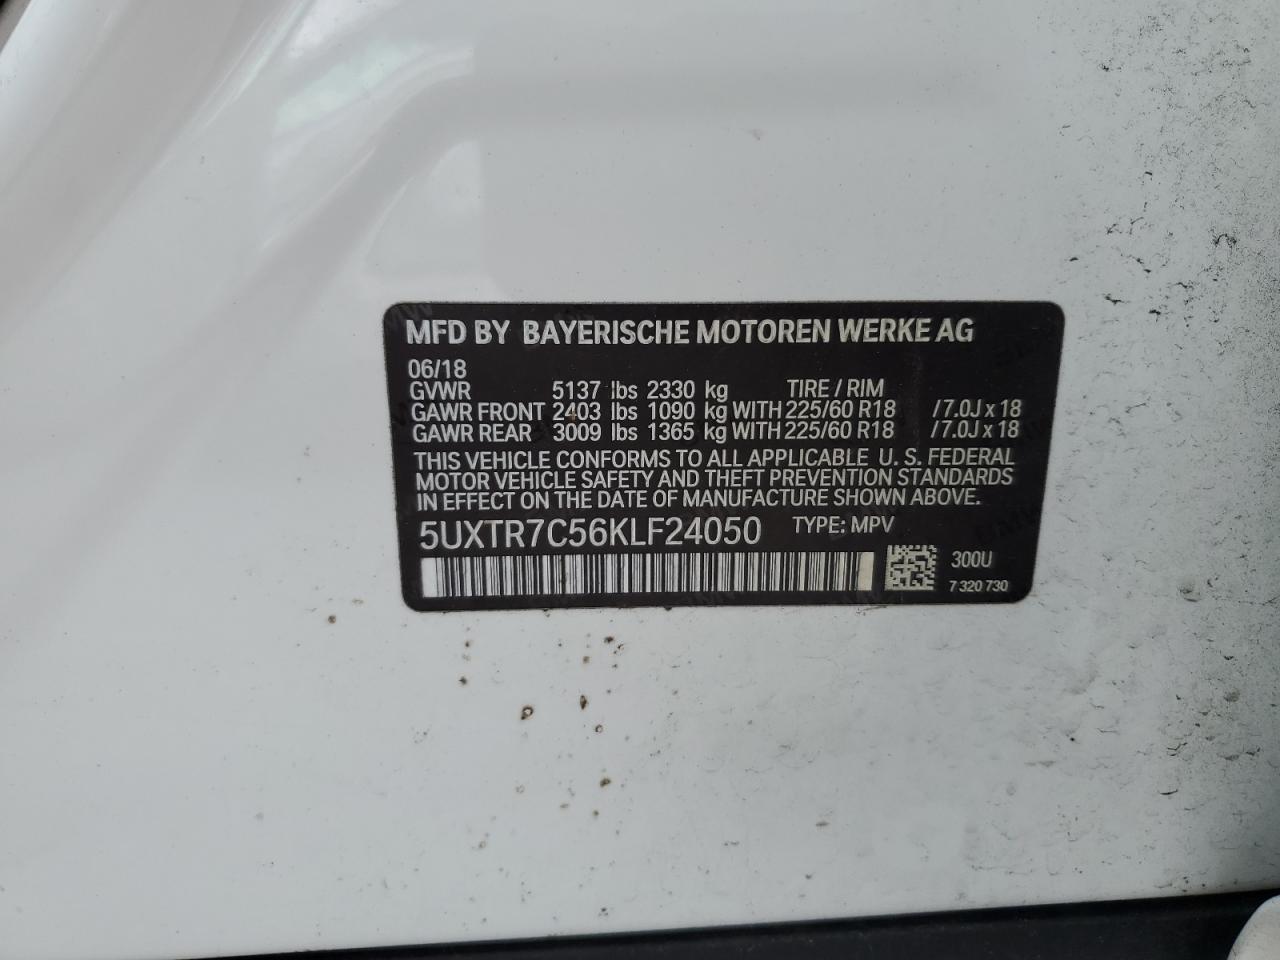 MFD BY BAYERISCHE MOTOREN WERKE AG
06/18
GVWR 5137 lbs 2330 kg TIRE / RIM
GAWR FRONT 2403 lbs 1090 kg WITH 225/60 R18 / 7.0J x 18
GAWR REAR 3009 lbs 1365 kg WITH 225/60 R18 / 7.0J x 18
THIS VEHICLE CONFORMS TO ALL APPLICABLE U. S. FEDERAL
MOTOR VEHICLE SAFETY AND THEFT PREVENTION STANDARDS
IN EFFECT ON THE DATE OF MANUFACTURE SHOWN ABOVE.
5UXTR7C56KLF24050 TYPE: MPV
300U
7 320 730